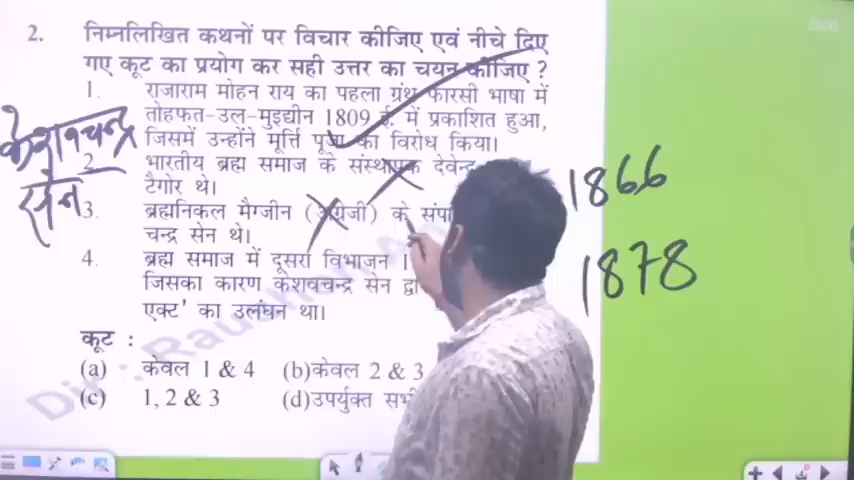 2. निम्नलिखित कथनों पर विचार कीजिए एवं नीचे दिए
गए कूट का प्रयोग कर सही उत्तर का चयन कीजिए ?
1. राजाराम मोहन राय का पहला ग्रंथ फारसी भाषा में
तोहफत-उल-मुइद्यीन 1809 ई. में प्रकाशित हुआ,
जिसमें उन्होंने मूर्त्ति पूजा का विरोध किया।
2. भारतीय ब्रह्म समाज के संस्थापक
टैगोर थे।
3. ब्रह्मनिकल मैग्जीन (अंग्रेजी) के
चन्द्र सेन थे।
4. ब्रह्म समाज में दूसरा विभाजन
जिसका कारण केशवचन्द्र सेन
एक्ट' का उलंघन था।
कूट :
(a) केवल 1 & 4 (b) केवल 2 & 3
(c) 1, 2 & 3 (d) उपर्युक्त
केशवचन्द्र
सेन
1866
1878